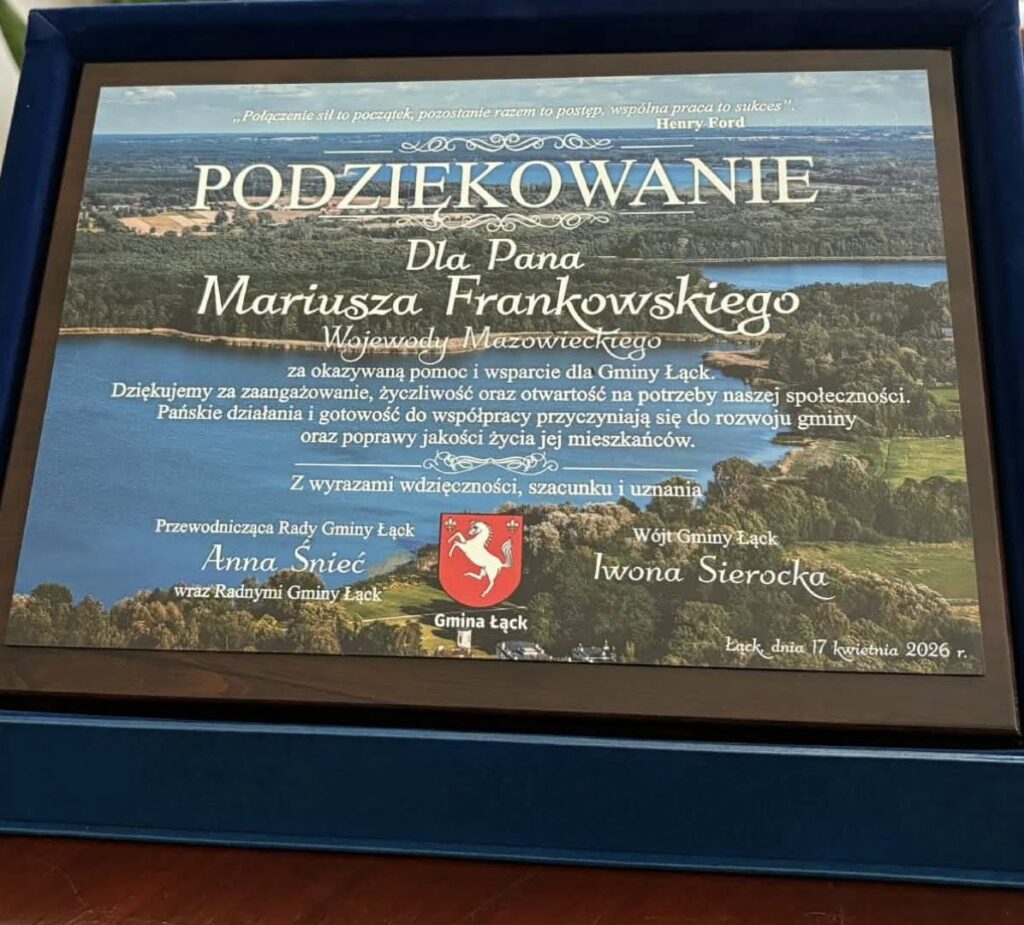 „Połączenie sił to początek, pozostanie razem to postęp, wspólna praca to sukces”.
Henry Ford
PODZIĘKOWANIE
Dla Pana
Mariusza Frankowskiego
Wojewody Mazowieckiego
za okazywaną pomoc i wsparcie dla Gminy Łąck.
Dziękujemy za zaangażowanie, życzliwość oraz otwartość na potrzeby naszej społeczności.
Pańskie działania i gotowość do współpracy przyczyniają się do rozwoju gminy
oraz poprawy jakości życia jej mieszkańców.
Z wyrazami wdzięczności, szacunku i uznania
Przewodnicząca Rady Gminy Łąck
Anna Śnieć
wraz Radnymi Gminy Łąck
Gmina Łąck
Wójt Gminy Łąck
Iwona Sierocka
Łąck, dnia 17 kwietnia 2026 r.